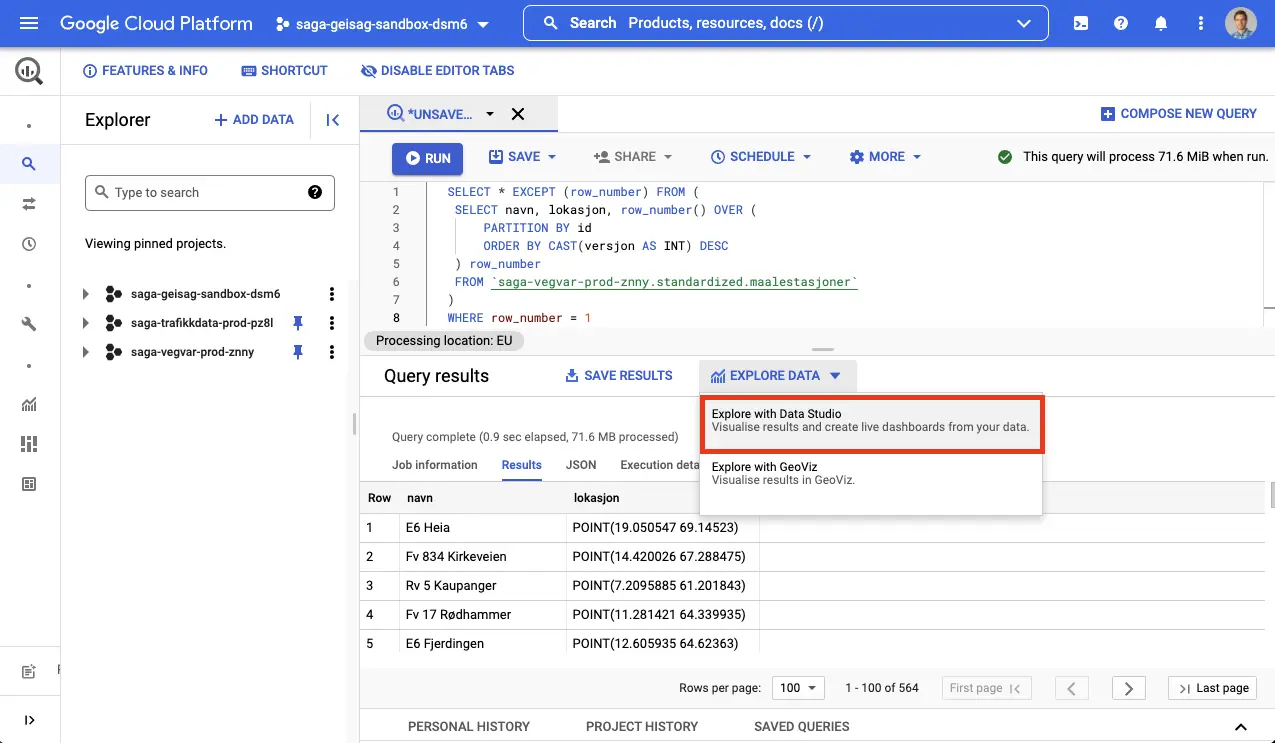 Google Cloud Platform saga-geisag-sandbox-dsm6 Search Products, resources, docs (/)
FEATURES & INFO SHORTCUT DISABLE EDITOR TABS
Explorer + ADD DATA
*UNSAVE... COMPOSE NEW QUERY
RUN SAVE SHARE SCHEDULE MORE This query will process 71.6 MiB when run.
Type to search
Viewing pinned projects.
saga-geisag-sandbox-dsm6
saga-trafikkdata-prod-pz8l
saga-vegvar-prod-znny
1 SELECT * EXCEPT (row_number) FROM (
2 SELECT navn, lokasjon, row_number() OVER (
3 PARTITION BY id
4 ORDER BY CAST(versjon AS INT) DESC
5 ) row_number
6 FROM `saga-vegvar-prod-znny.standardized.maalestasjoner`
7 )
8 WHERE row_number = 1
Processing location: EU
Query results SAVE RESULTS EXPLORE DATA
Explore with Data Studio
Visualise results and create live dashboards from your data.
Explore with GeoViz
Visualise results in GeoViz.
Query complete (0.9 sec elapsed, 71.6 MB processed)
Job information Results JSON Execution deta
Row navn lokasjon
1 E6 Heia POINT(19.050547 69.14523)
2 Fv 834 Kirkeveien POINT(14.420026 67.288475)
3 Rv 5 Kaupanger POINT(7.2095885 61.201843)
4 Fv 17 Rødhammer POINT(11.281421 64.339935)
5 E6 Fjerdingen POINT(12.605935 64.62363)
Rows per page: 100 1 - 100 of 564 First page Last page
PERSONAL HISTORY PROJECT HISTORY SAVED QUERIES